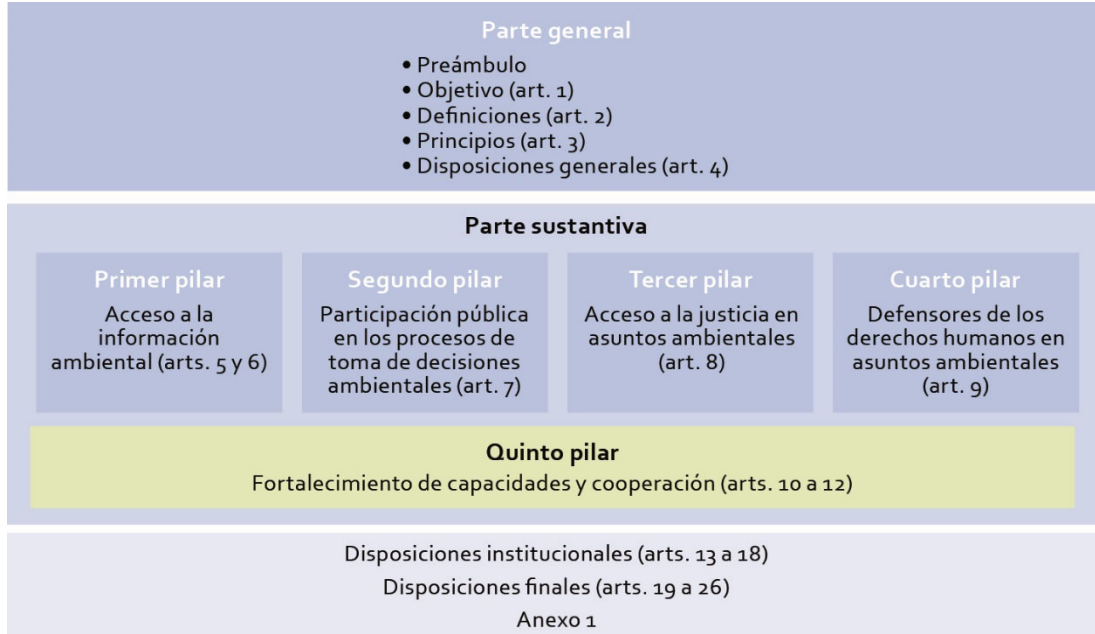 Parte general
• Preámbulo
• Objetivo (art. 1)
• Definiciones (art. 2)
• Principios (art. 3)
• Disposiciones generales (art. 4)
Parte sustantiva
Primer pilar
Acceso a la
información
ambiental (arts. 5 y 6)
Segundo pilar
Participación pública
en los procesos de
toma de decisiones
ambientales (art. 7)
Tercer pilar
Acceso a la justicia en
asuntos ambientales
(art. 8)
Cuarto pilar
Defensores de los
derechos humanos en
asuntos ambientales
(art. 9)
Quinto pilar
Fortalecimiento de capacidades y cooperación (arts. 10 a 12)
Disposiciones institucionales (arts. 13 a 18)
Disposiciones finales (arts. 19 a 26)
Anexo 1